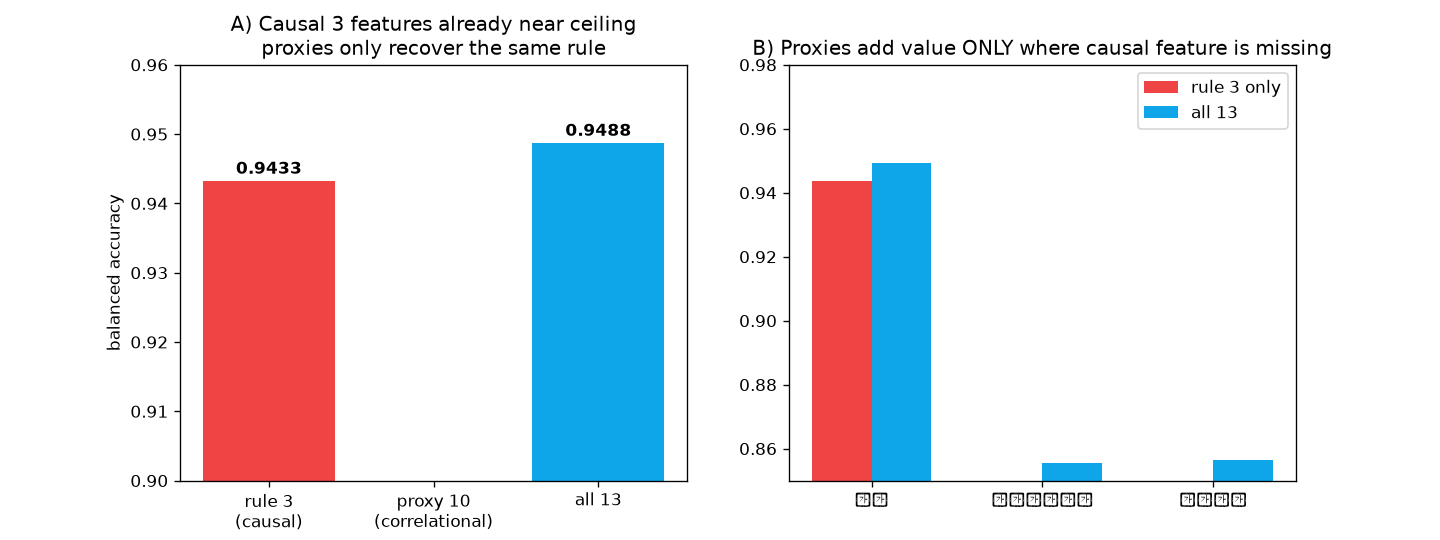 A) Causal 3 features already near ceiling
proxies only recover the same rule
0.96
0.95
0.94
0.93
0.92
0.91
0.90
balanced accuracy
0.9433
0.9488
rule 3
(causal)
proxy 10
(correlational)
all 13
B) Proxies add value ONLY where causal feature is missing
0.98
0.96
0.94
0.92
0.90
0.88
0.86
rule 3 only
all 13